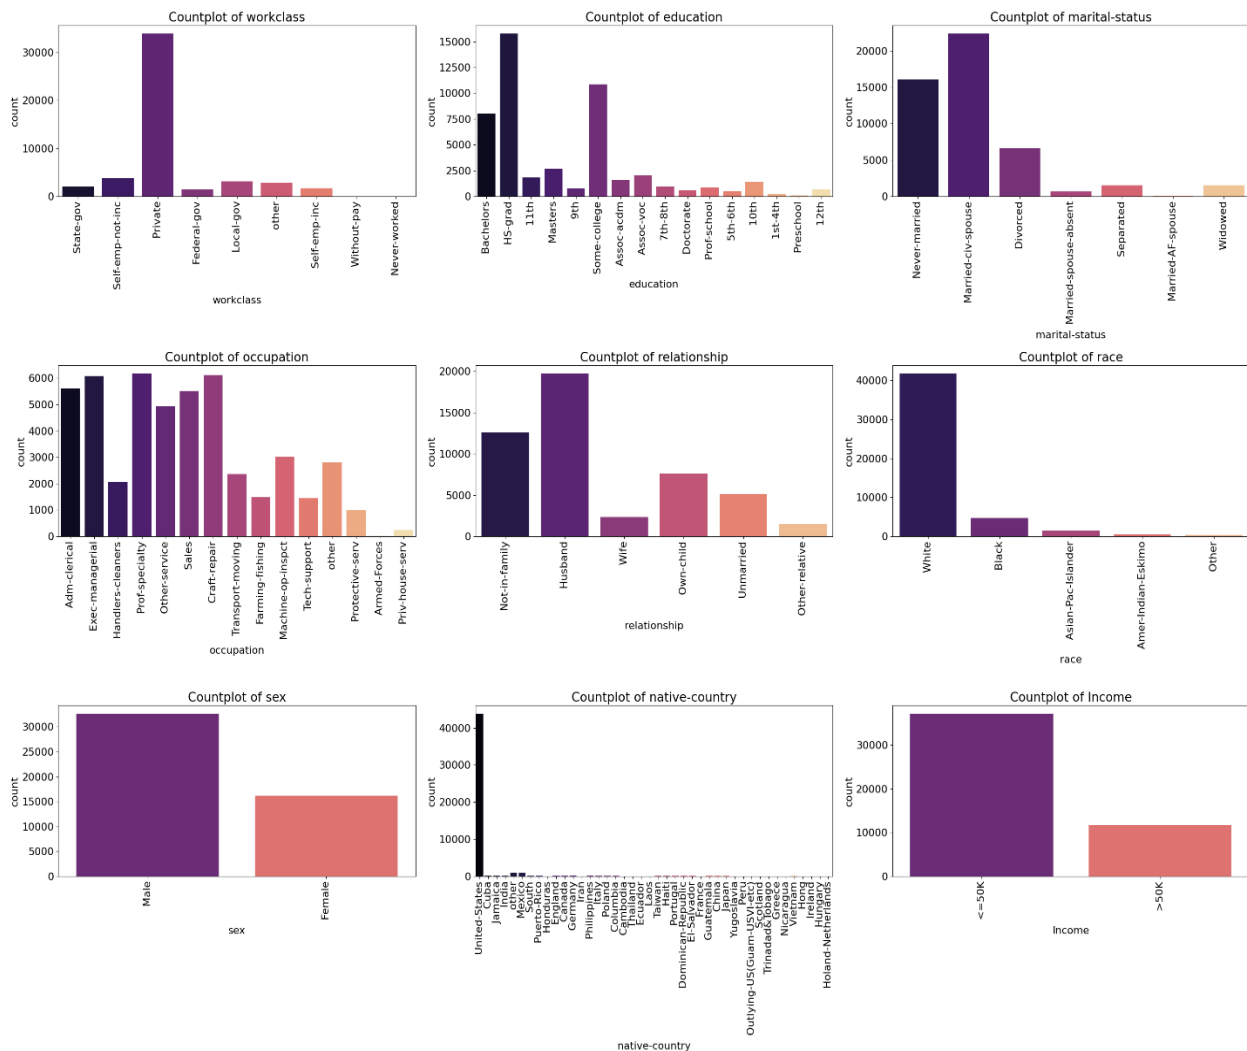 Countplot of workclass
30000
20000
10000
0
count
State-gov
Self-emp-not-inc
Private
Federal-gov
Local-gov
other
Self-emp-inc
Without-pay
Never-worked
workclass
Countplot of education
15000
12500
10000
7500
5000
2500
0
count
Bachelors
HS-grad
11th
Masters
9th
Some-college
Assoc-acdm
Assoc-voc
7th-8th
Doctorate
Prof-school
5th-6th
10th
1st-4th
Preschool
12th
education
Countplot of marital-status
20000
15000
10000
5000
0
count
Never-married
Married-civ-spouse
Divorced
Married-spouse-absent
Separated
Married-AF-spouse
Widowed
marital-status
Countplot of occupation
6000
5000
4000
3000
2000
1000
0
count
Adm-clerical
Exec-managerial
Handlers-cleaners
Prof-specialty
Other-service
Sales
Craft-repair
Transport-moving
Farming-fishing
Machine-op-inspct
Tech-support
other
Protective-serv
Armed-Forces
Priv-house-serv
occupation
Countplot of relationship
20000
15000
10000
5000
0
count
Not-in-family
Husband
Wife
Own-child
Unmarried
Other-relative
relationship
Countplot of race
40000
30000
20000
10000
0
count
White
Black
Asian-Pac-Islander
Amer-Indian-Eskimo
Other
race
Countplot of sex
30000
25000
20000
15000
10000
5000
0
count
Male
Female
sex
Countplot of native-country
40000
30000
20000
10000
0
count
United-States
Cuba
Jamaica
India
other
Mexico
South
Puerto-Rico
Honduras
England
Canada
Germany
Iran
Philippines
Italy
Poland
Columbia
Cambodia
Thailand
Ecuador
Laos
Taiwan
Haiti
Portugal
Dominican-Republic
El-Salvador
France
Guatemala
China
Japan
Yugoslavia
Peru
Outlying-US(Guam-USVI-etc)
Scotland
Trinadad&Tobago
Greece
Nicaragua
Vietnam
Hong
Ireland
Hungary
Holand-Netherlands
native-country
Countplot of Income
30000
20000
10000
0
count
<=50K
>50K
Income